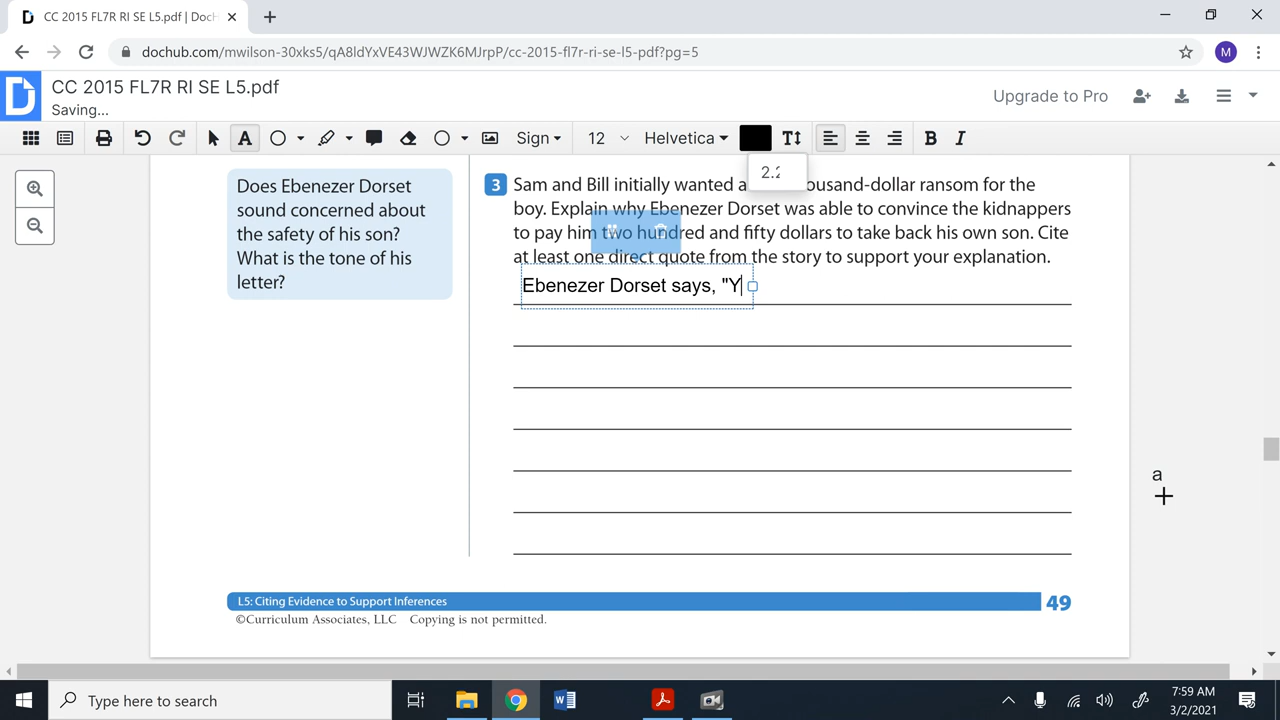 CC 2015 FL7R RI SE L5.pdf | DocH
dochub.com/mwilson-30xks5/qA8ldYxVE43WJWZK6MJrpP/cc-2015-fl7r-ri-se-l5-pdf?pg=5
M
CC 2015 FL7R RI SE L5.pdf
Saving...
Upgrade to Pro
A
Sign
12
Helvetica
B
I
2.2
Does Ebenezer Dorset
sound concerned about
the safety of his son?
What is the tone of his
letter?
3 Sam and Bill initially wanted a ousand-dollar ransom for the
boy. Explain why Ebenezer Dorset was able to convince the kidnappers
to pay him two hundred and fifty dollars to take back his own son. Cite
at least one direct quote from the story to support your explanation.
Ebenezer Dorset says, "Y
a
L5: Citing Evidence to Support Inferences
49
©Curriculum Associates, LLC Copying is not permitted.
Type here to search
7:59 AM
3/2/2021